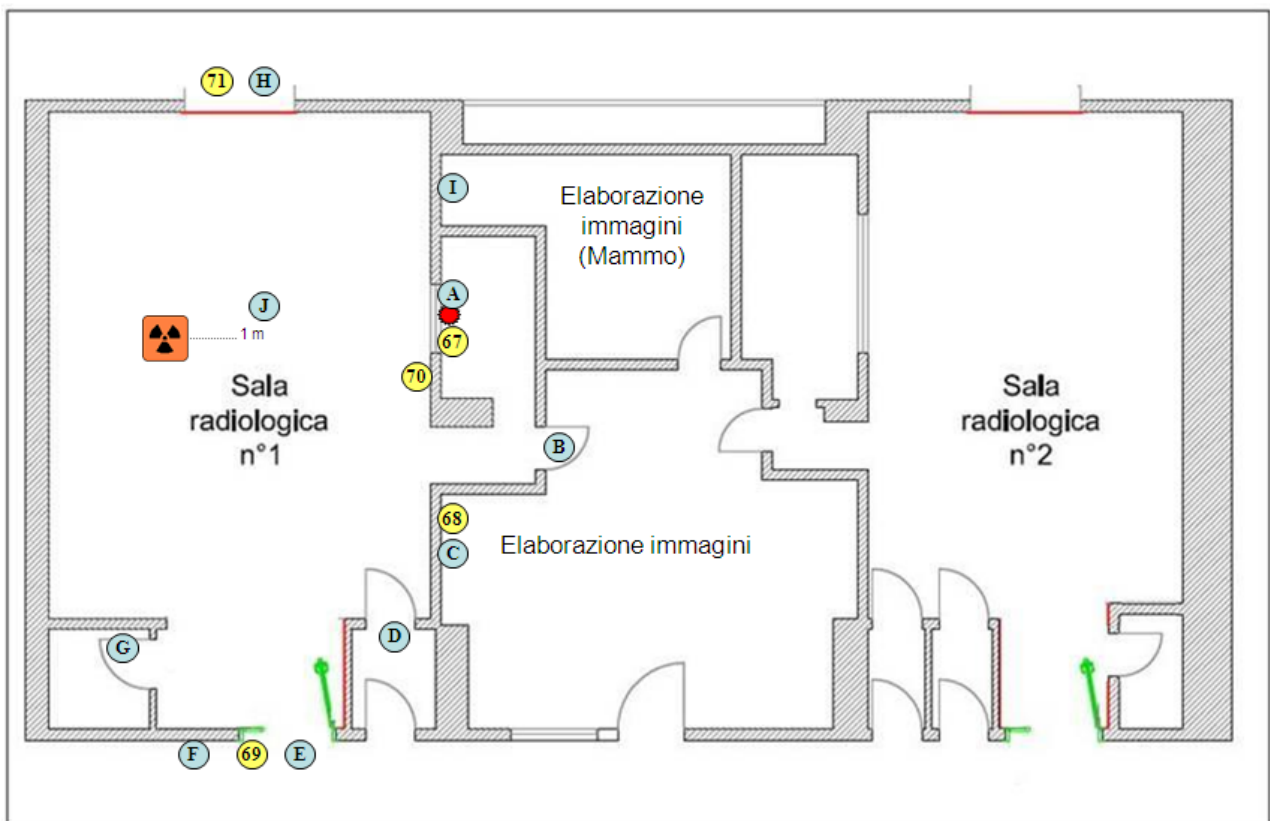 71 H
I
Elaborazione
immagini
(Mammo)
A
J
1 m
67
70
Sala
radiologica
n°1
Sala
radiologica
n°2
B
68
C
Elaborazione immagini
D
G
F 69 E